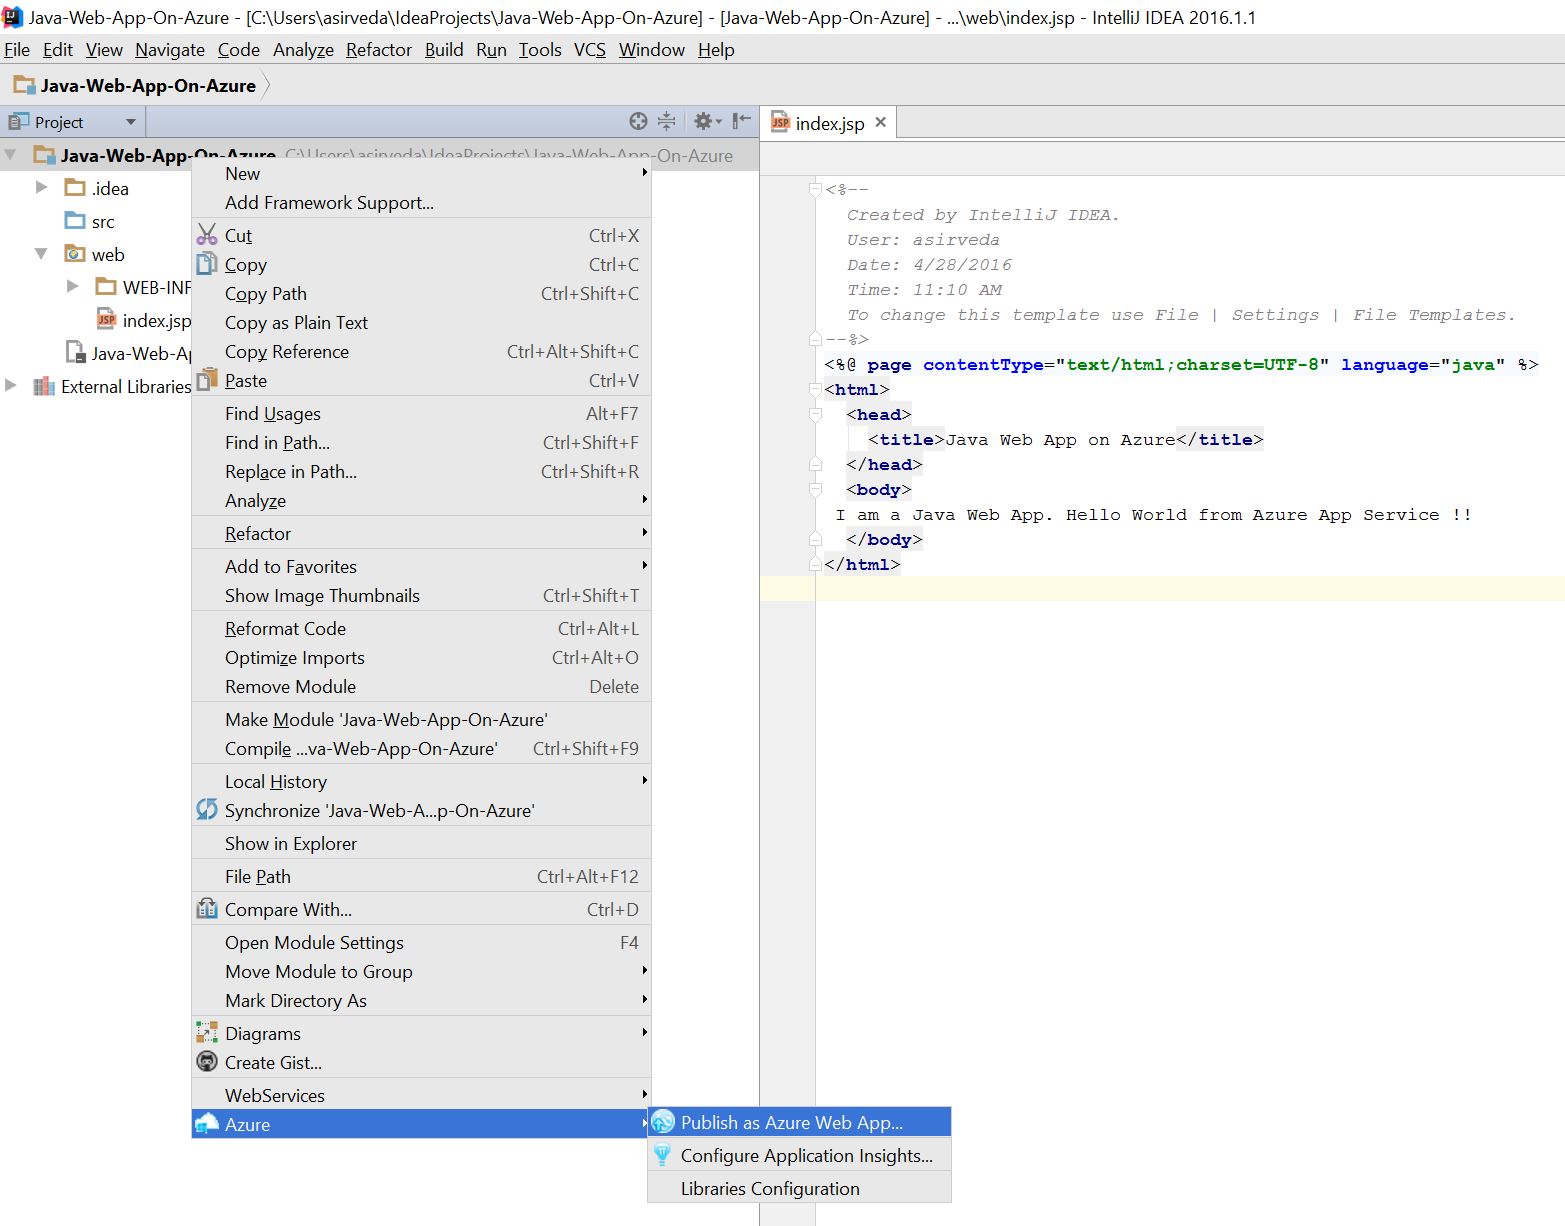 Java-Web-App-On-Azure - [C:\Users\asirveda\IdeaProjects\Java-Web-App-On-Azure] - [Java-Web-App-On-Azure] - ...\web\index.jsp - IntelliJ IDEA 2016.1.1
File Edit View Navigate Code Analyze Refactor Build Run Tools VCS Window Help
Java-Web-App-On-Azure
Project
Java-Web-App-On-Azure C:\Users\asirveda\IdeaProjects\Java-Web-App-On-Azure
.idea
src
web
WEB-INF
index.jsp
Java-Web-Ap
External Libraries
New
Add Framework Support...
Cut Ctrl+X
Copy Ctrl+C
Copy Path Ctrl+Shift+C
Copy as Plain Text
Copy Reference Ctrl+Alt+Shift+C
Paste Ctrl+V
Find Usages Alt+F7
Find in Path... Ctrl+Shift+F
Replace in Path... Ctrl+Shift+R
Analyze
Refactor
Add to Favorites
Show Image Thumbnails Ctrl+Shift+T
Reformat Code Ctrl+Alt+L
Optimize Imports Ctrl+Alt+O
Remove Module Delete
Make Module 'Java-Web-App-On-Azure'
Compile ...va-Web-App-On-Azure' Ctrl+Shift+F9
Local History
Synchronize 'Java-Web-A...p-On-Azure'
Show in Explorer
File Path Ctrl+Alt+F12
Compare With... Ctrl+D
Open Module Settings F4
Move Module to Group
Mark Directory As
Diagrams
Create Gist...
WebServices
Azure
Publish as Azure Web App...
Configure Application Insights...
Libraries Configuration
index.jsp
<%--
Created by IntelliJ IDEA.
User: asirveda
Date: 4/28/2016
Time: 11:10 AM
To change this template use File | Settings | File Templates.
--%>
<%@ page contentType="text/html;charset=UTF-8" language="java" %>
<html>
<head>
<title>Java Web App on Azure</title>
</head>
<body>
I am a Java Web App. Hello World from Azure App Service !!
</body>
</html>